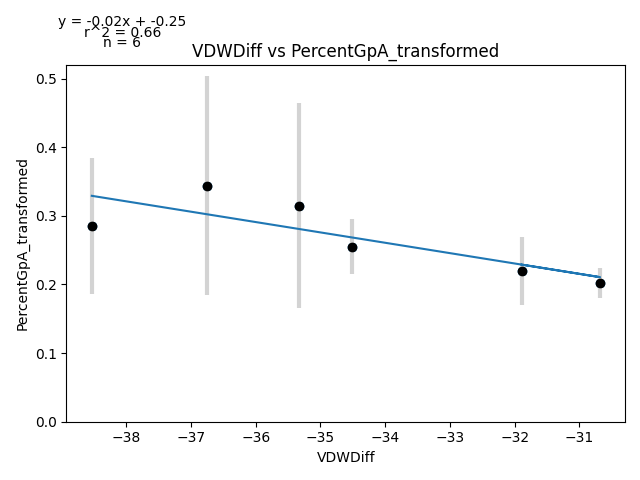 y = -0.02x + -0.25
r^2 = 0.66
n = 6
VDWDiff vs PercentGpA_transformed
PercentGpA_transformed
0.5
0.4
0.3
0.2
0.1
0.0
−38 −37 −36 −35 −34 −33 −32 −31
VDWDiff